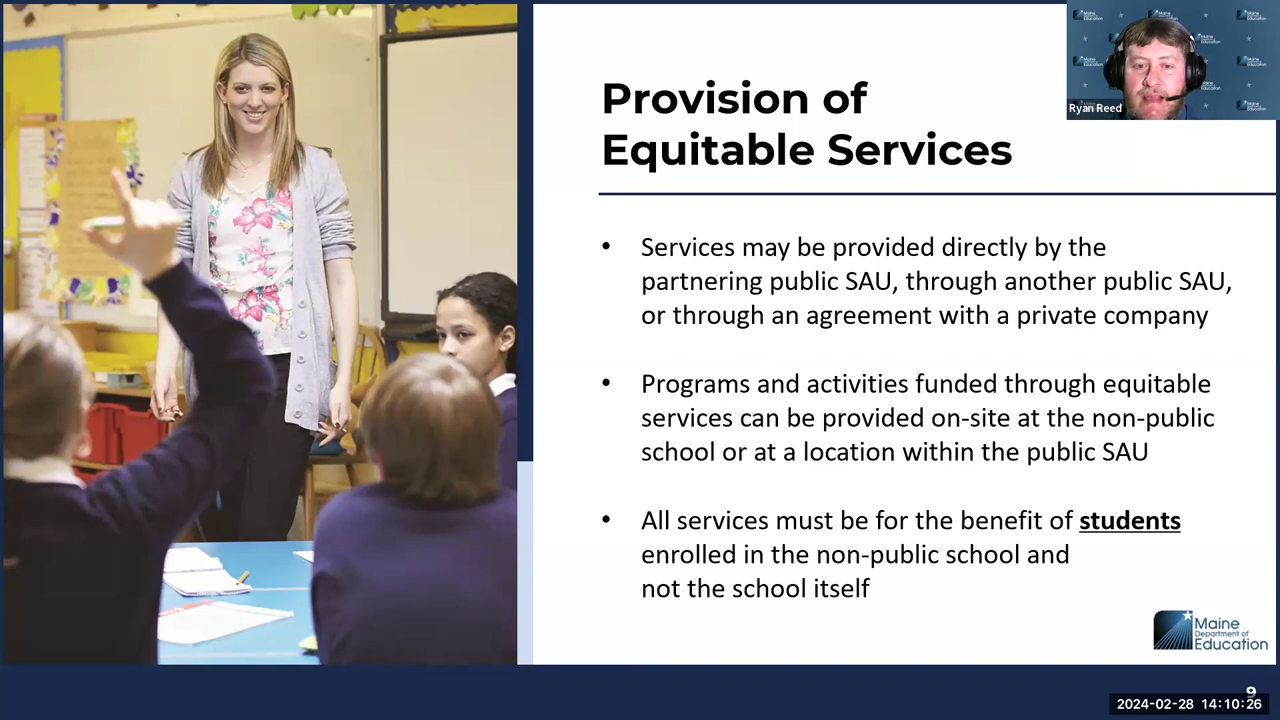 Provision of
Equitable Services
Ryan Reed
• Services may be provided directly by the
partnering public SAU, through another public SAU,
or through an agreement with a private company
• Programs and activities funded through equitable
services can be provided on-site at the non-public
school or at a location within the public SAU
• All services must be for the benefit of students
enrolled in the non-public school and
not the school itself
Maine
Department of
Education
9
2024-02-28 14:10:26